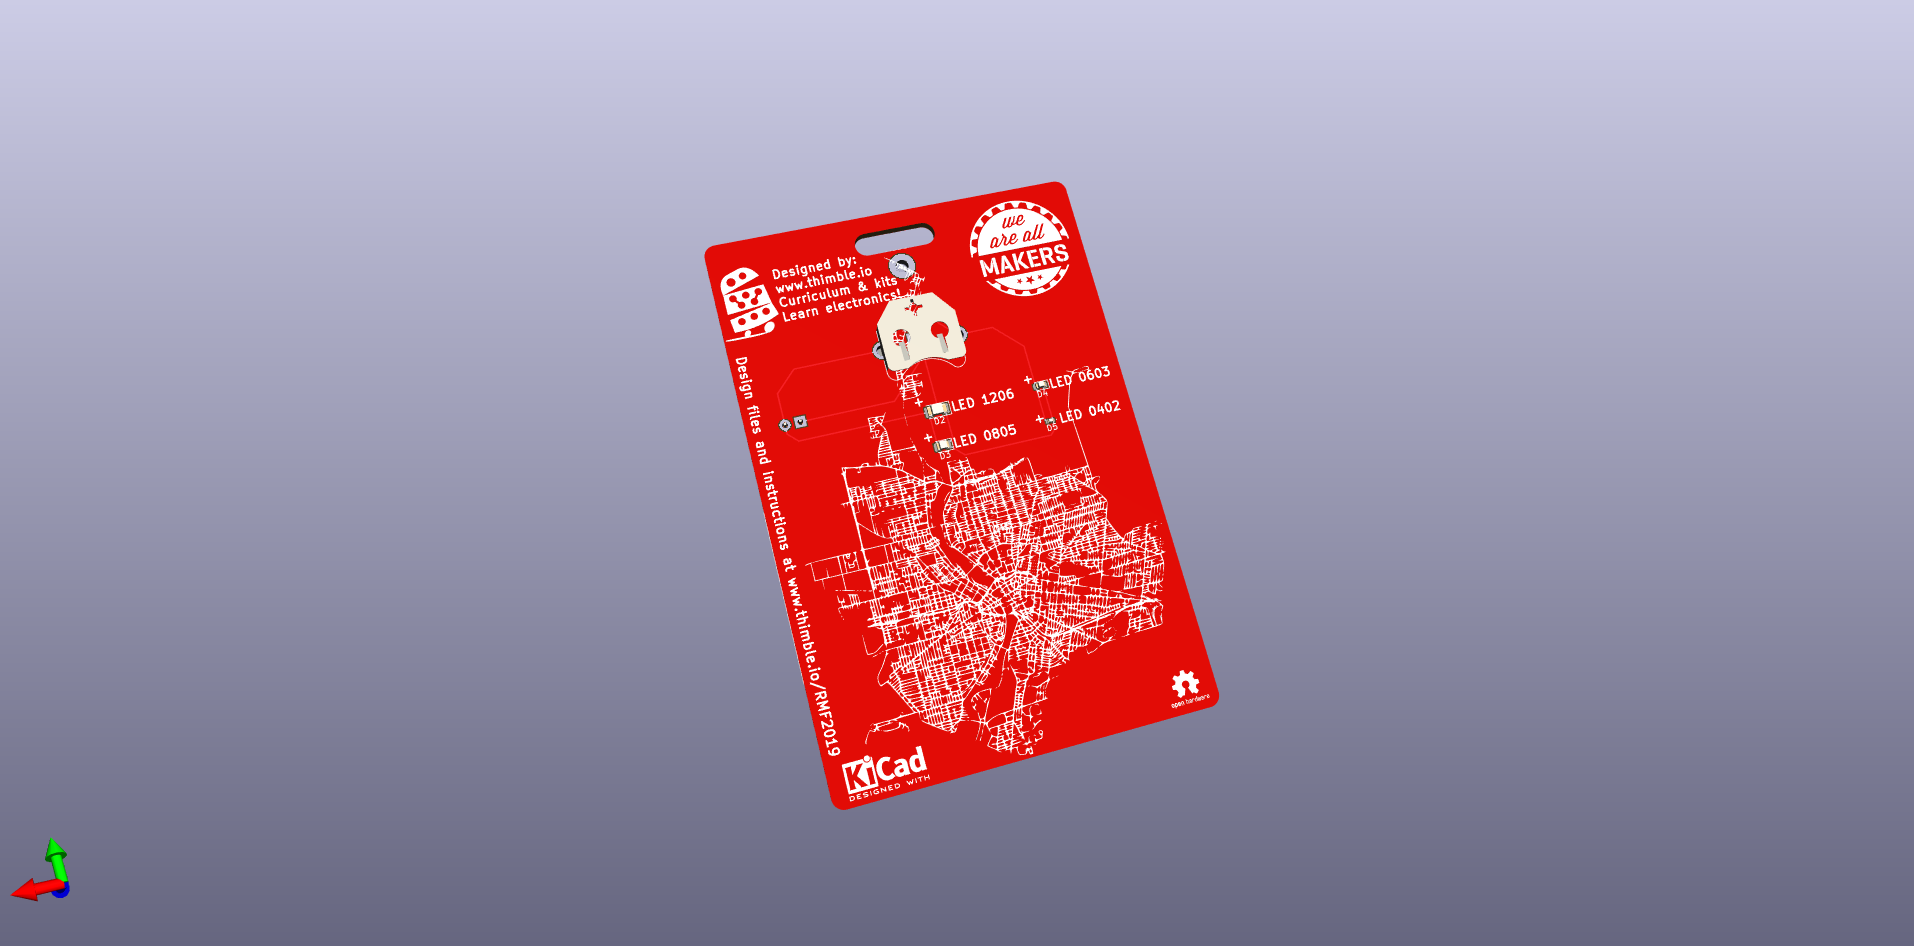 Designed by:
www.thimble.io
Curriculum & kits
Learn electronics!
we
are all
MAKERS
Design files and instructions at www.thimble.io/RMF2019
+
LED 1206
D2
+
LED 0805
D3
+
LED 0603
D4
+
LED 0402
D5
KiCad
DESIGNED WITH
open hardware